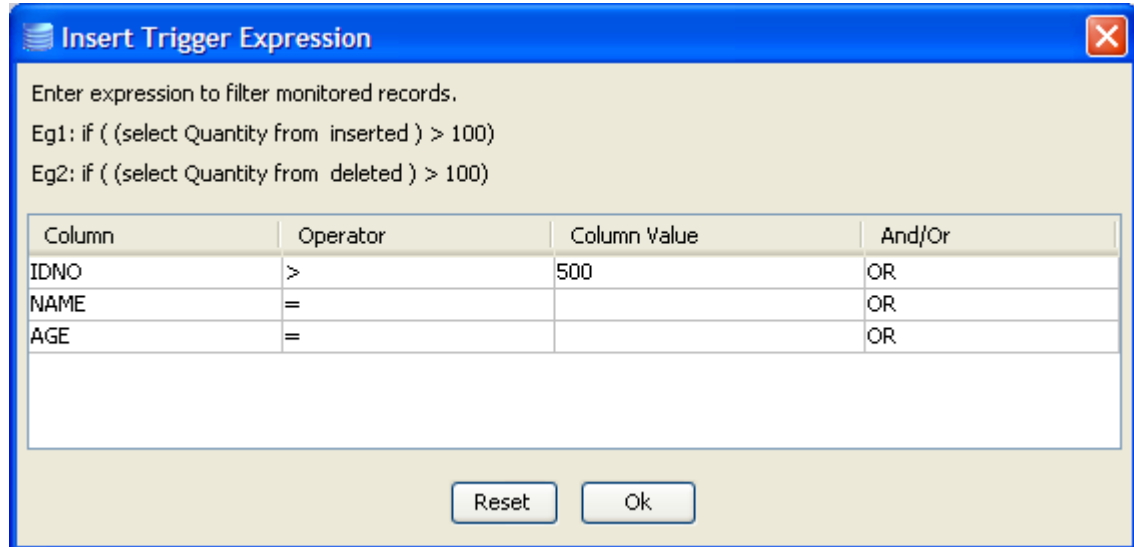 Insert Trigger Expression
Enter expression to filter monitored records.
Eg1: if ( (select Quantity from  inserted ) > 100)
Eg2: if ( (select Quantity from  deleted ) > 100)
Column Operator Column Value And/Or
IDNO > 500 OR
NAME = OR
AGE = OR
Reset Ok